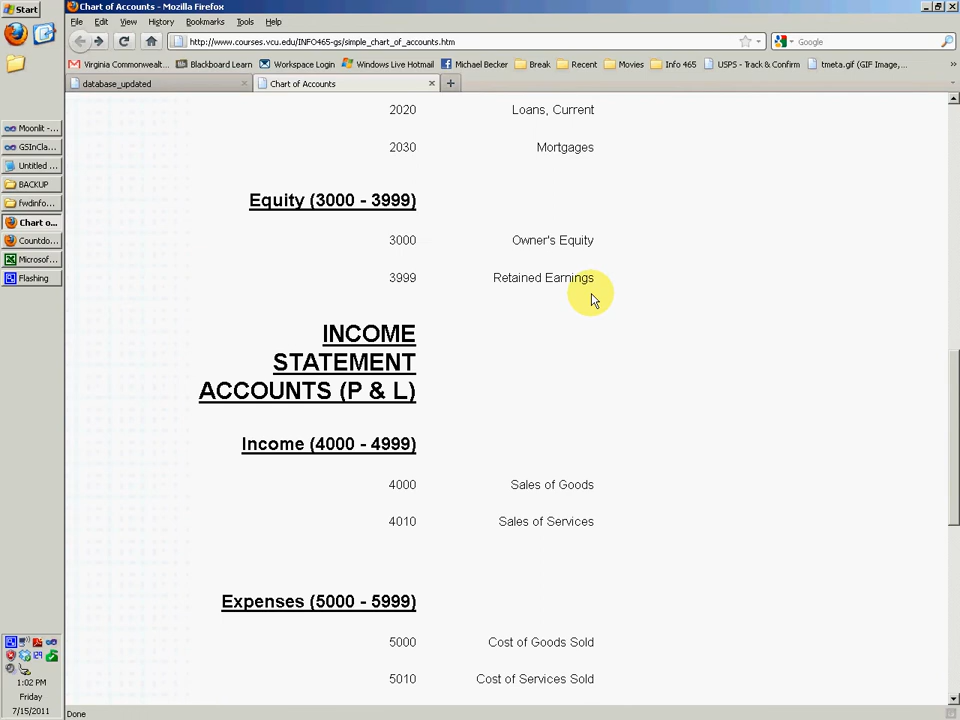 Start
Chart of Accounts - Mozilla Firefox
File Edit View History Bookmarks Tools Help
http://www.courses.vcu.edu/INFO465-gs/simple_chart_of_accounts.htm
Google
Virginia Commonwealt... Blackboard Learn Workspace Login Windows Live Hotmail Michael Becker Break Recent Movies Info 465 USPS - Track & Confirm tmeta.gif (GIF Image,... »
database_updated
Chart of Accounts
2020 Loans, Current
2030 Mortgages
Equity (3000 - 3999)
3000 Owner's Equity
3999 Retained Earnings
INCOME
STATEMENT
ACCOUNTS (P & L)
Income (4000 - 4999)
4000 Sales of Goods
4010 Sales of Services
Expenses (5000 - 5999)
5000 Cost of Goods Sold
5010 Cost of Services Sold
Moonlit -...
GSInCla...
Untitled ...
BACKUP
fwdinfo...
Chart o...
Countdo...
Microsof...
Flashing
1:02 PM
Friday
7/15/2011
Done